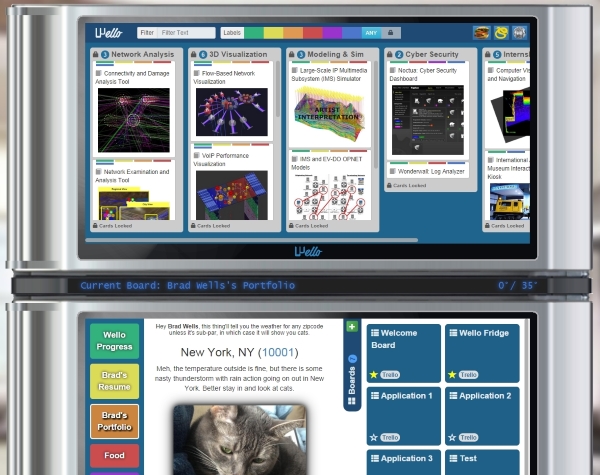 Wello
Filter Filter Text Labels ANY
3 Network Analysis
Connectivity and Damage
Analysis Tool
Network Examination and
Analysis Tool
Cards Locked
6 3D Visualization
Flow-Based Network
Visualization
VoIP Performance
Visualization
Cards Locked
3 Modeling & Sim
Large-Scale IP Multimedia
Subsystem (IMS) Simulator
ARTIST
INTERPRETATION
IMS and EV-DO OPNET
Models
Cards Locked
2 Cyber Security
Noctua: Cyber Security
Dashboard
Wonderwall: Log Analyzer
Cards Locked
5 Internsh
Computer Vis
and Navigation
International
Museum Interac
Kiosk
Cards Locked
Wello
Current Board: Brad Wells's Portfolio
0°/ 35°
Wello
Progress
Brad's
Resume
Brad's
Portfolio
Food
Hey Brad Wells, this thing'll tell you the weather for any zipcode
unless it's sub-par, in which case it will show you cats.
New York, NY (10001)
Meh, the temperature outside is fine, but there is some
nasty thunderstorm with rain action going on out in New
York. Better stay in and look at cats.
Boards
Welcome
Board
Trello
Wello Fridge
Trello
Application 1
Trello
Application 2
Trello
Application 3
Test